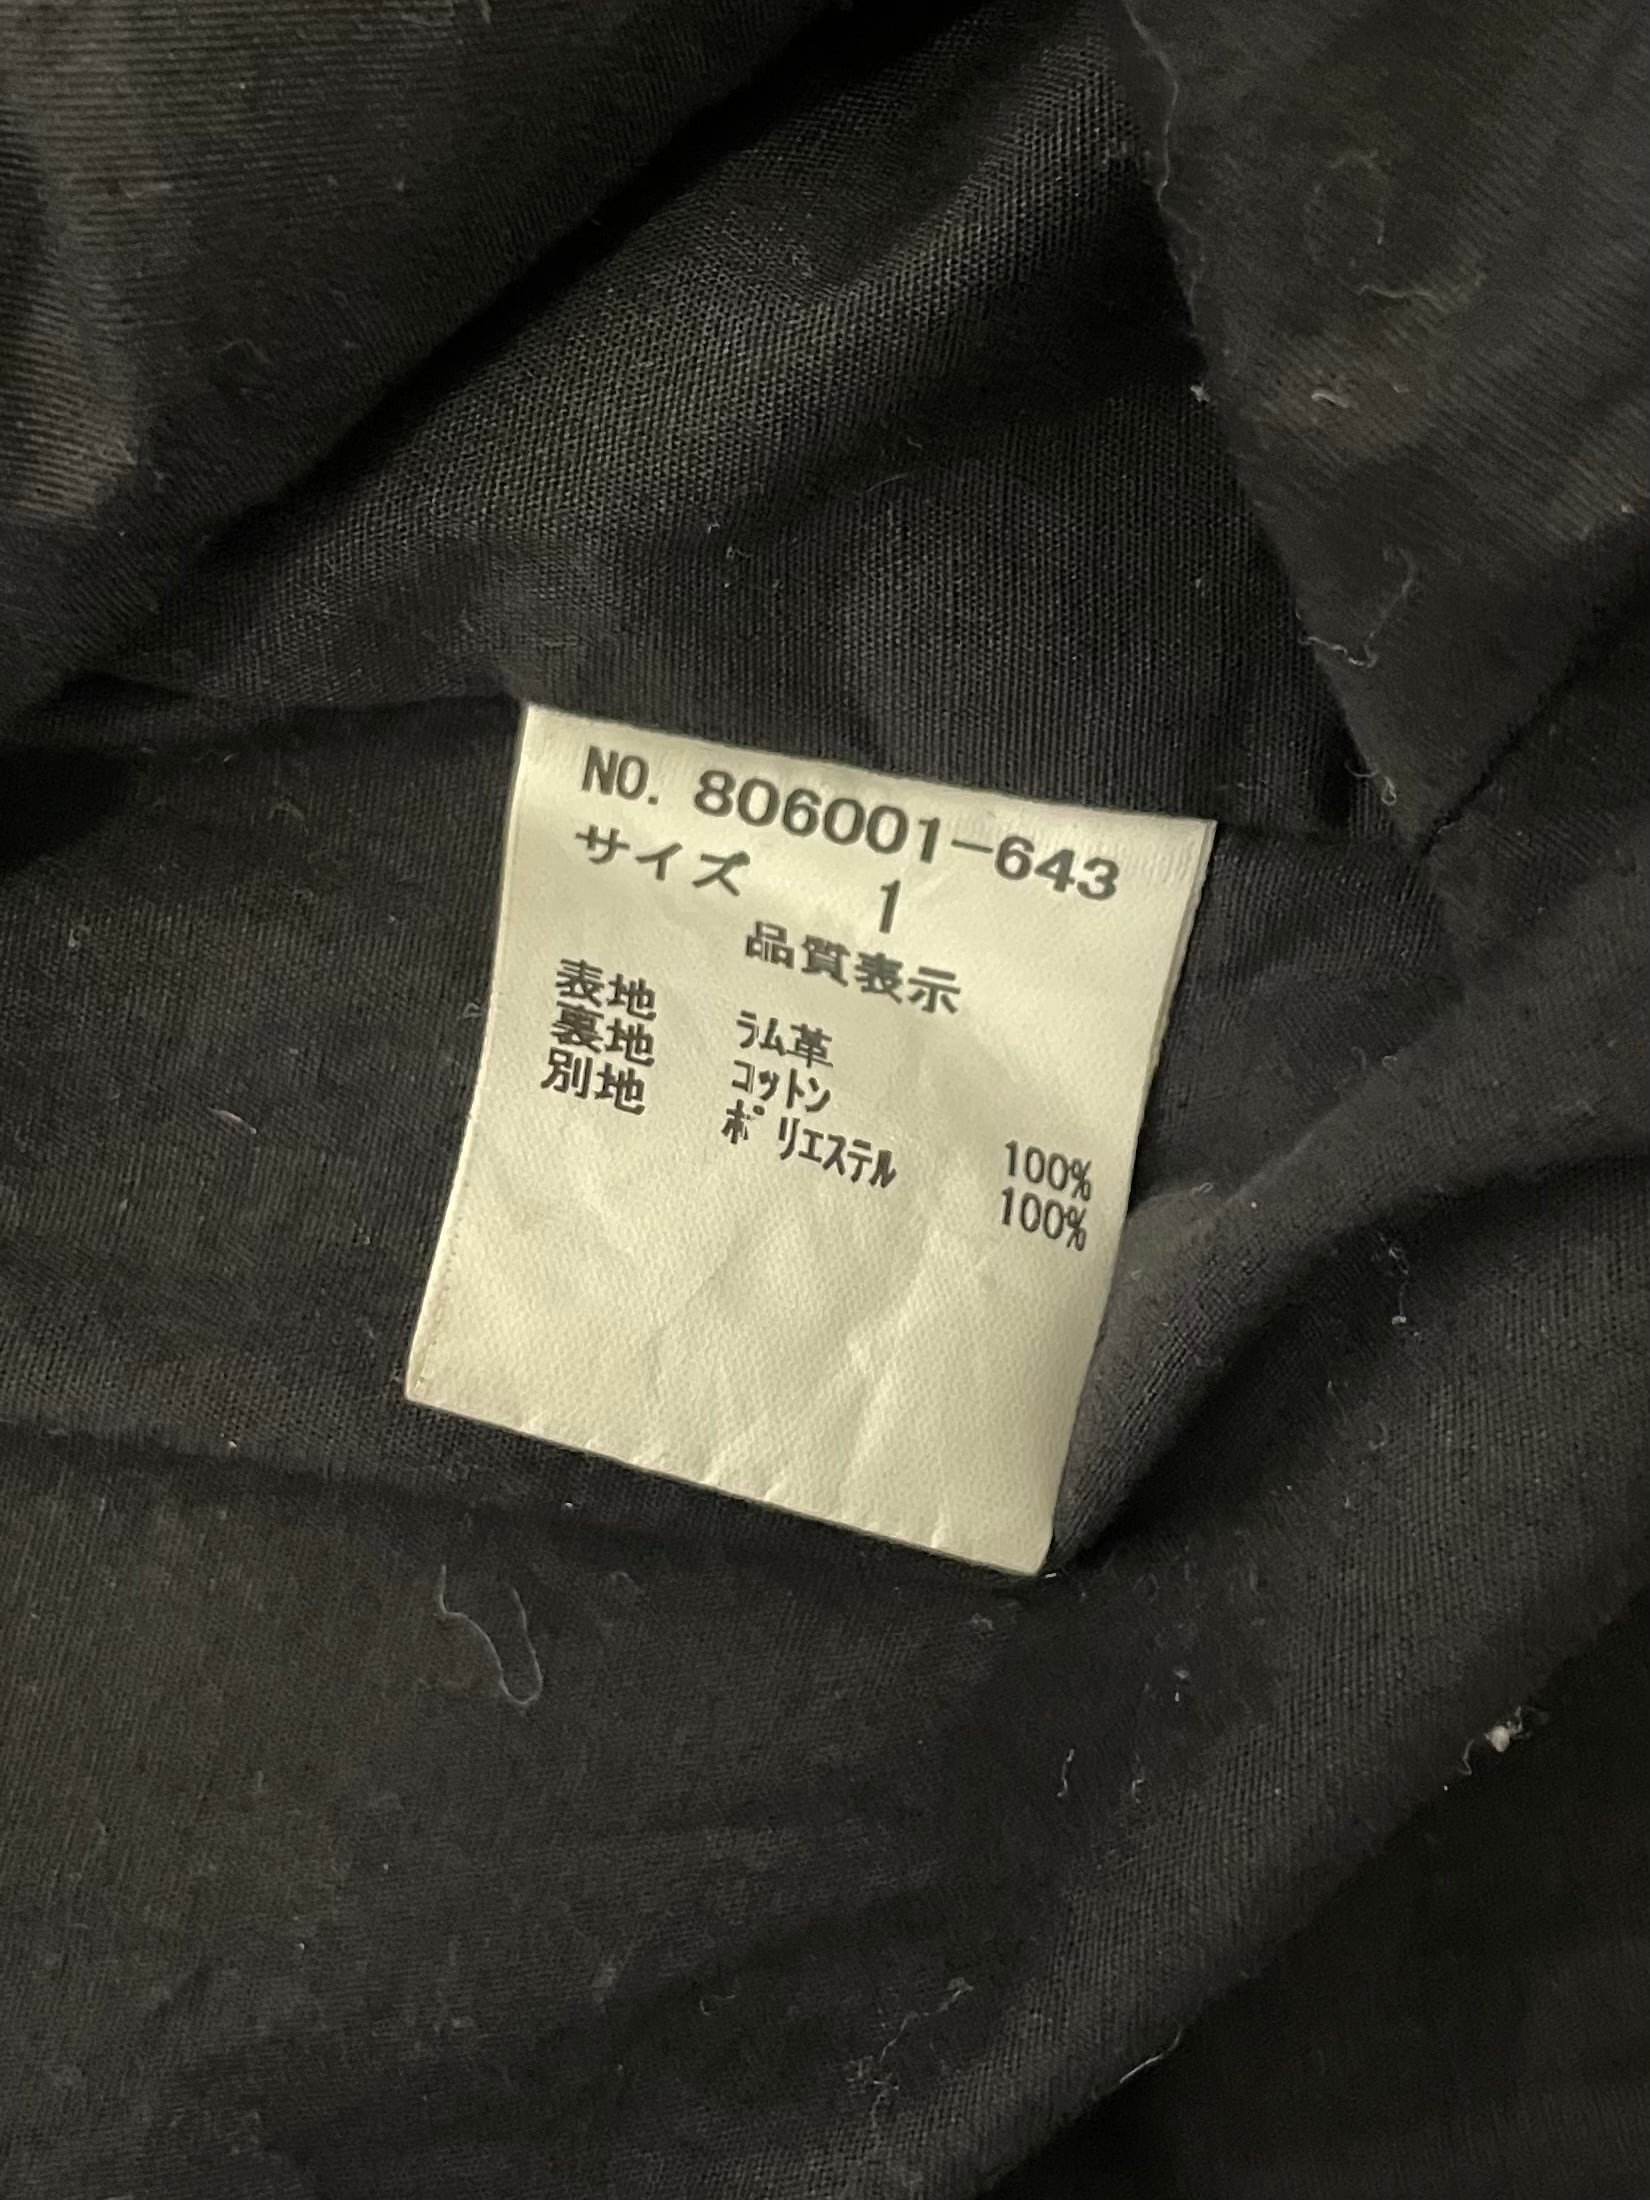 NO. 806001-643
サイズ 1
品質表示
表地 ラム革
裏地 コットン 100%
別地 ポリエステル 100%